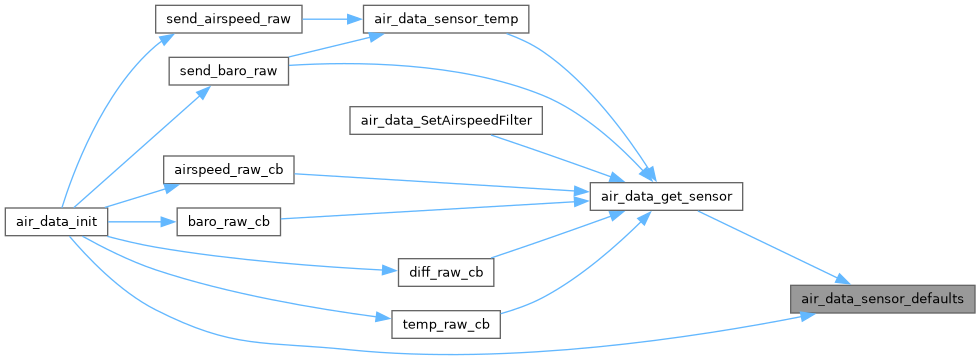 send_airspeed_raw
air_data_sensor_temp
send_baro_raw
air_data_SetAirspeedFilter
airspeed_raw_cb
air_data_get_sensor
air_data_init
baro_raw_cb
diff_raw_cb
air_data_sensor_defaults
temp_raw_cb